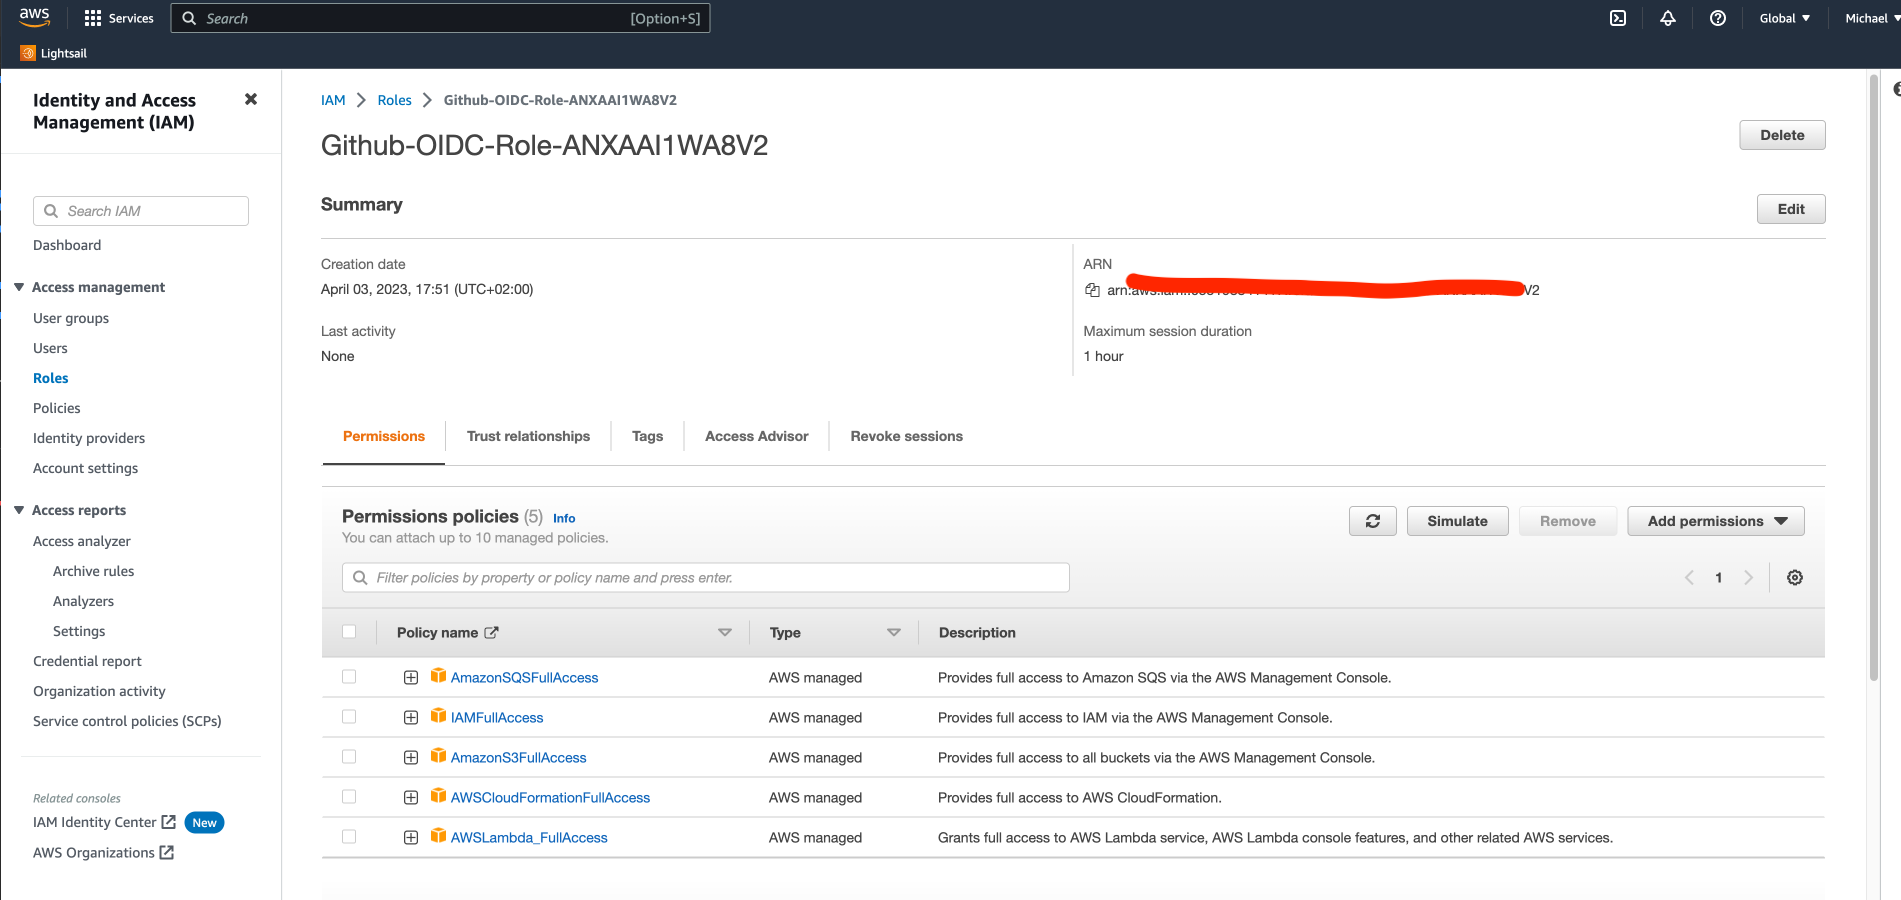 aws
Services
Search
[Option+S]
Global
Michael
Lightsail
Identity and Access
Management (IAM)
Search IAM
Dashboard
Access management
User groups
Users
Roles
Policies
Identity providers
Account settings
Access reports
Access analyzer
Archive rules
Analyzers
Settings
Credential report
Organization activity
Service control policies (SCPs)
Related consoles
IAM Identity Center
New
AWS Organizations
IAM > Roles > Github-OIDC-Role-ANXAAI1WA8V2
Github-OIDC-Role-ANXAAI1WA8V2
Delete
Summary
Edit
Creation date
April 03, 2023, 17:51 (UTC+02:00)
Last activity
None
ARN
V2
Maximum session duration
1 hour
Permissions
Trust relationships
Tags
Access Advisor
Revoke sessions
Permissions policies (5) Info
You can attach up to 10 managed policies.
Simulate
Remove
Add permissions
Filter policies by property or policy name and press enter.
1
Policy name Type Description
AmazonSQSFullAccess AWS managed Provides full access to Amazon SQS via the AWS Management Console.
IAMFullAccess AWS managed Provides full access to IAM via the AWS Management Console.
AmazonS3FullAccess AWS managed Provides full access to all buckets via the AWS Management Console.
AWSCloudFormationFullAccess AWS managed Provides full access to AWS CloudFormation.
AWSLambda_FullAccess AWS managed Grants full access to AWS Lambda service, AWS Lambda console features, and other related AWS services.